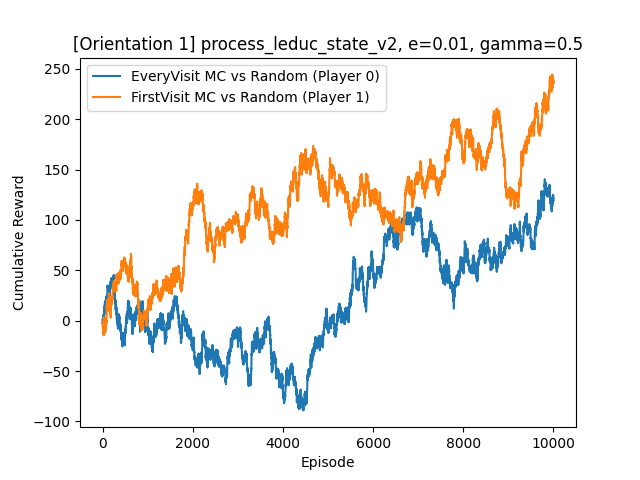 [Orientation 1] process_leduc_state_v2, e=0.01, gamma=0.5
EveryVisit MC vs Random (Player 0)
FirstVisit MC vs Random (Player 1)
Cumulative Reward
250
200
150
100
50
0
−50
−100
0
2000
4000
6000
8000
10000
Episode